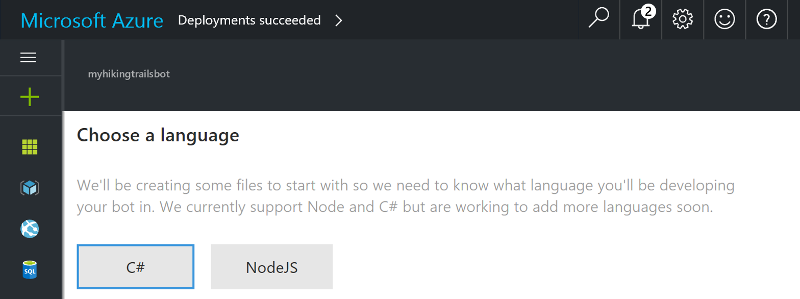 Microsoft Azure Deployments succeeded
2
myhikingtrailsbot
Choose a language
We'll be creating some files to start with so we need to know what language you'll be developing
your bot in. We currently support Node and C# but are working to add more languages soon.
C# NodeJS
SQL